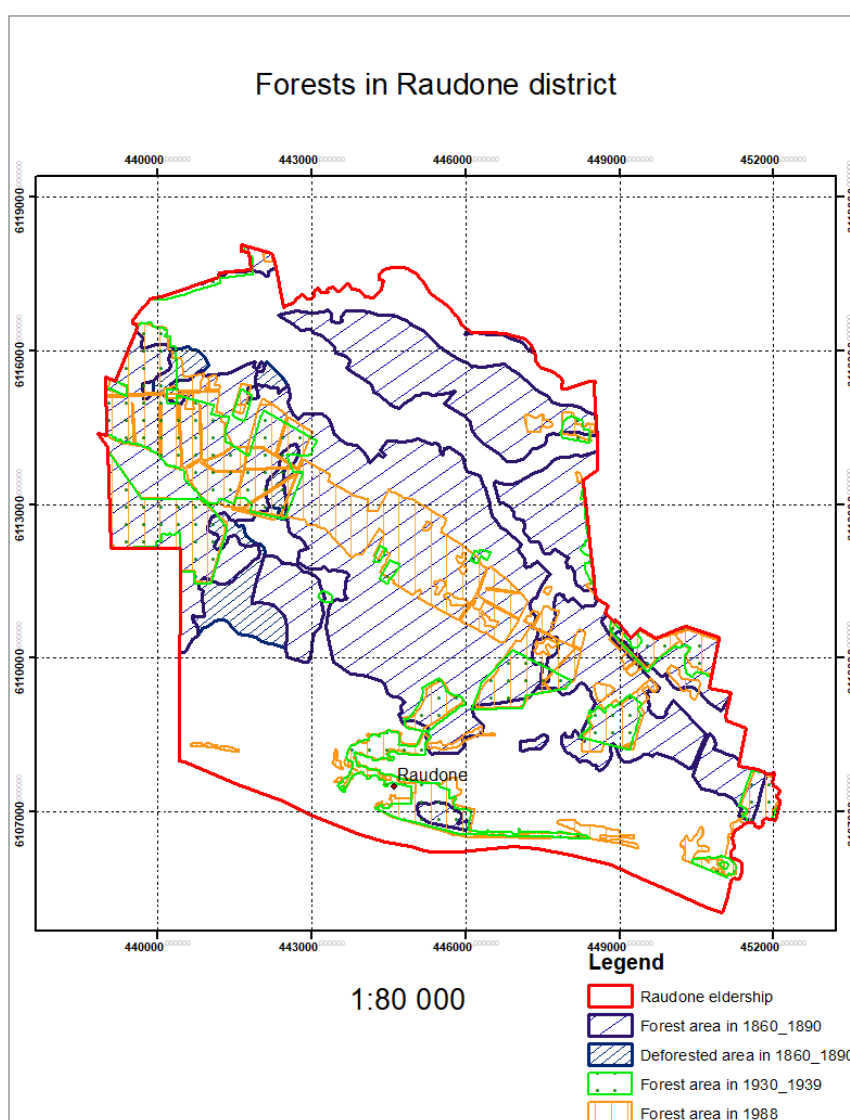 Forests in Raudone district
440000 443000 446000 449000 452000
6119000
6116000
6113000
6110000
Raudone
6107000
440000 443000 446000 449000 452000
Legend
1:80 000
Raudone eldership
Forest area in 1860_1890
Deforested area in 1860_1890
Forest area in 1930_1939
Forest area in 1988